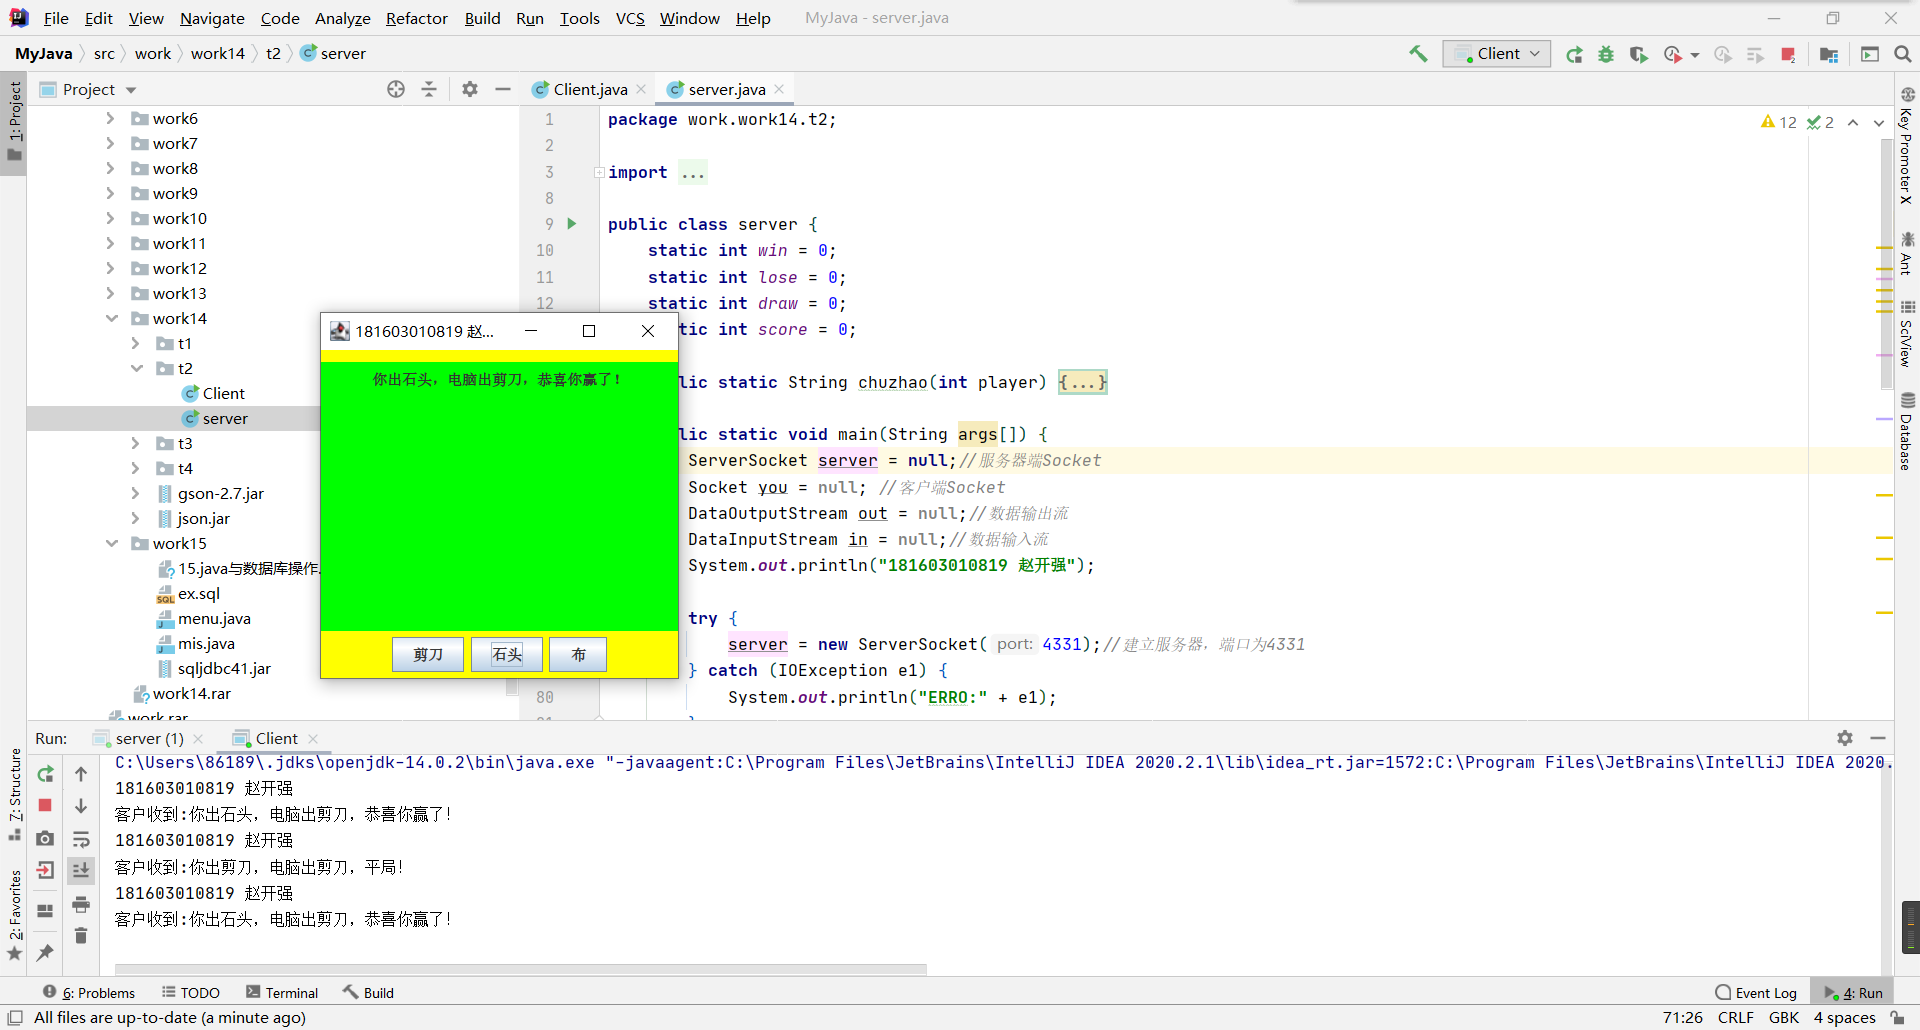 File Edit View Navigate Code Analyze Refactor Build Run Tools VCS Window Help MyJava - server.java
MyJava src work work14 t2 server Client
Project Client.java server.java
1: Project
7: Structure
2: Favorites
work6
work7
work8
work9
work10
work11
work12
work13
work14
t1
t2
Client
server
t3
t4
gson-2.7.jar
json.jar
work15
15.java与数据库操作.
ex.sql
menu.java
mis.java
sqljdbc41.jar
work14.rar
work.rar
1 package work.work14.t2;
2
3 import ...
8
9 public class server {
10 static int win = 0;
11 static int lose = 0;
12 static int draw = 0;
tic int score = 0;
lic static String chuzhao(int player) {...}
lic static void main(String args[]) {
ServerSocket server = null;//服务器端Socket
Socket you = null; //客户端Socket
DataOutputStream out = null;//数据输出流
DataInputStream in = null;//数据输入流
System.out.println("181603010819 赵开强");
try {
server = new ServerSocket( port: 4331);//建立服务器，端口为4331
} catch (IOException e1) {
80 System.out.println("ERRO:" + e1);
12 2
Key Promoter X
Ant
SciView
Database
181603010819 赵...
你出石头，电脑出剪刀，恭喜你赢了！
剪刀 石头 布
Run: server (1) Client
C:\Users\86189\.jdks\openjdk-14.0.2\bin\java.exe "-javaagent:C:\Program Files\JetBrains\IntelliJ IDEA 2020.2.1\lib\idea_rt.jar=1572:C:\Program Files\JetBrains\IntelliJ IDEA 2020.
181603010819 赵开强
客户收到:你出石头，电脑出剪刀，恭喜你赢了！
181603010819 赵开强
客户收到:你出剪刀，电脑出剪刀，平局！
181603010819 赵开强
客户收到:你出石头，电脑出剪刀，恭喜你赢了！
6: Problems TODO Terminal Build Event Log 4: Run
All files are up-to-date (a minute ago) 71:26 CRLF GBK 4 spaces